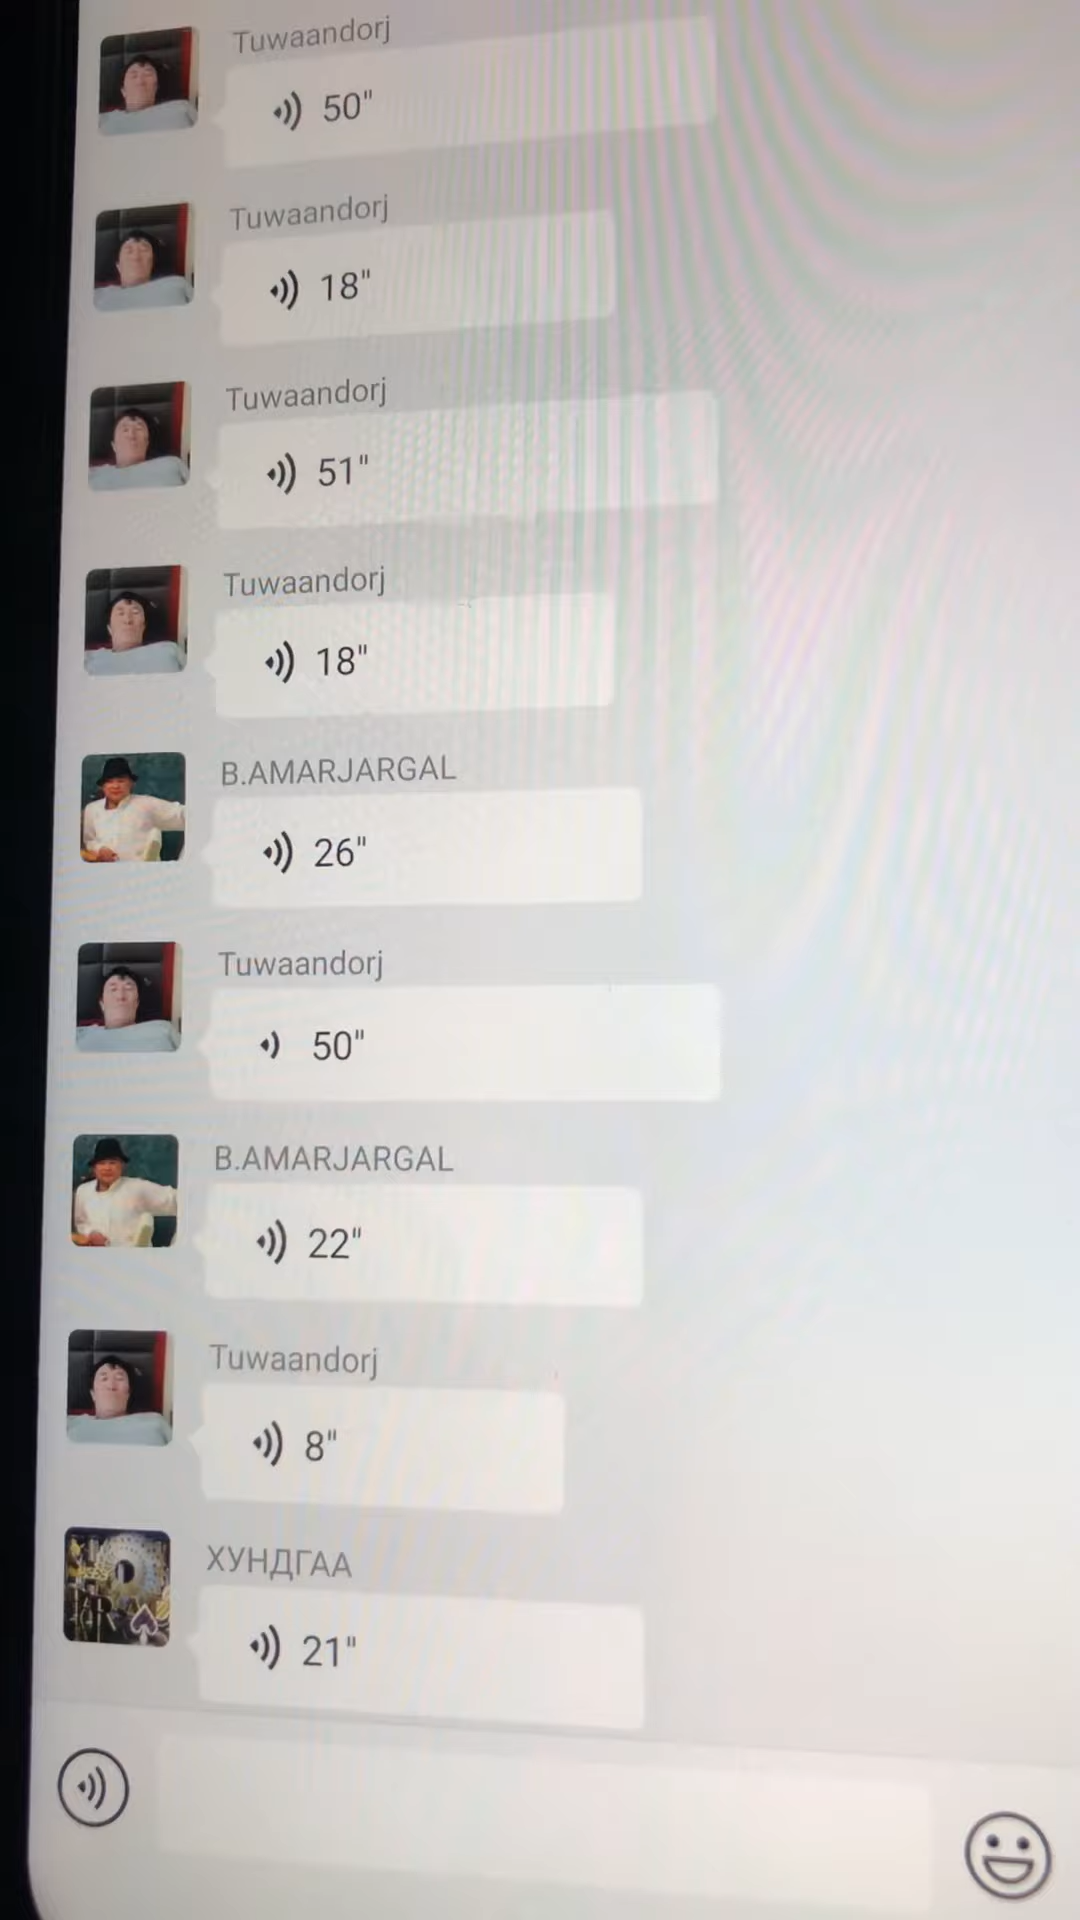 Tuwaandorj
50"
Tuwaandorj
18"
Tuwaandorj
51"
Tuwaandorj
18"
B.AMARJARGAL
26"
Tuwaandorj
50"
B.AMARJARGAL
22"
Tuwaandorj
8"
ХУНДГАА
21"